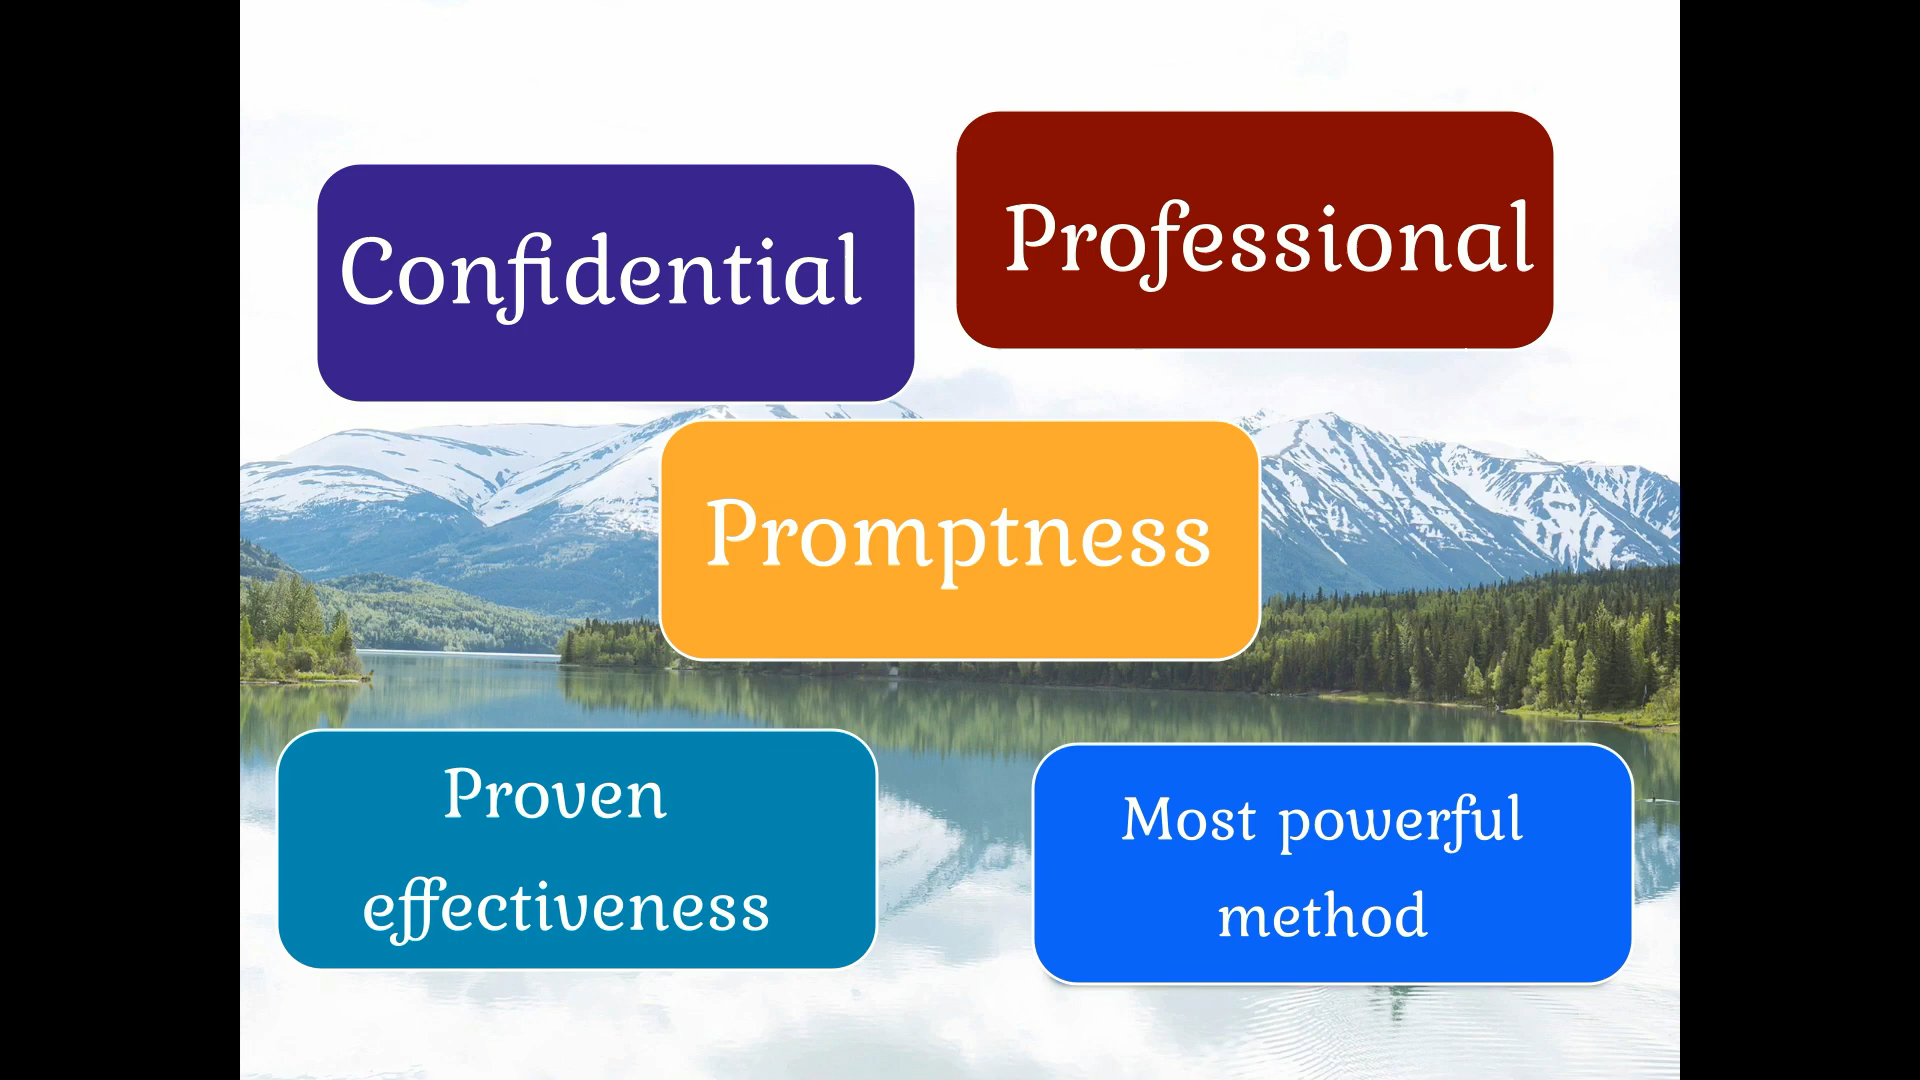 Confidential
Professional
Promptness
Proven
effectiveness
Most powerful
method